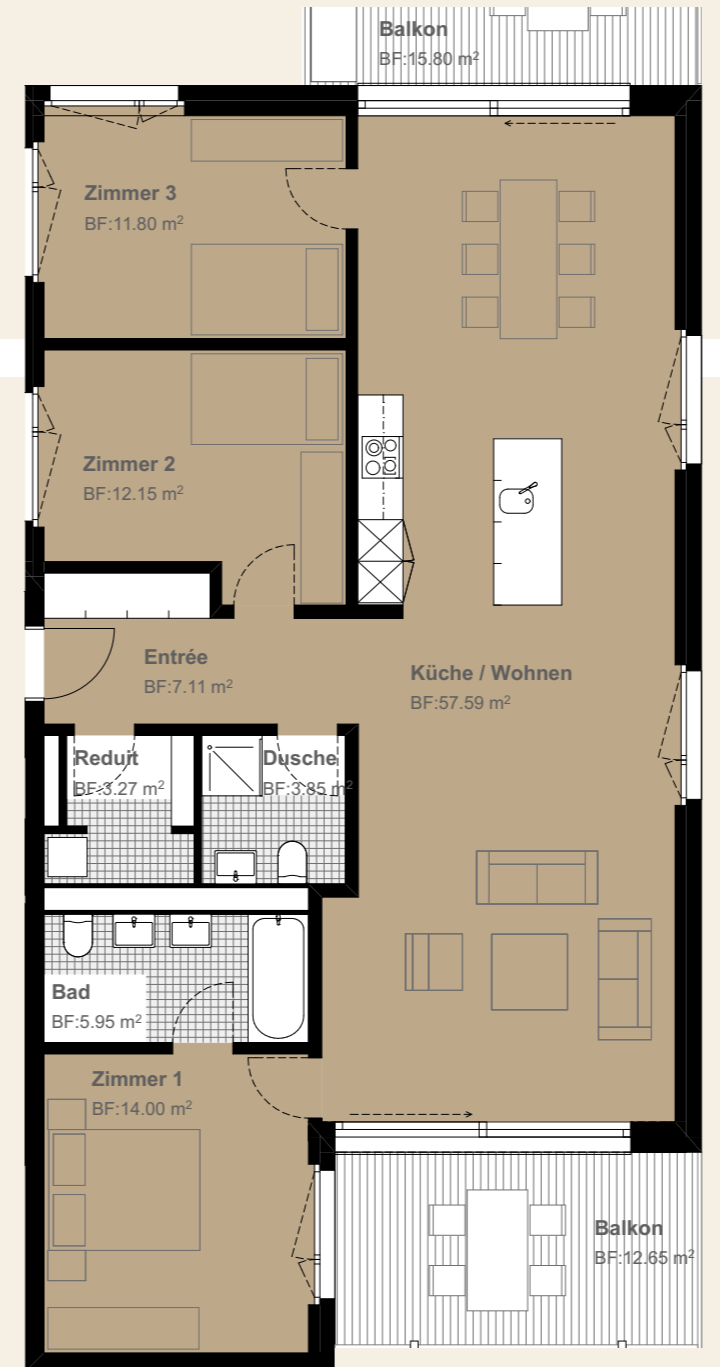 Balkon
BF:15.80 m²
Zimmer 3
BF:11.80 m²
Zimmer 2
BF:12.15 m²
Entrée
BF:7.11 m²
Küche / Wohnen
BF:57.59 m²
Reduit
BF:3.27 m²
Dusche
BF:3.85 m²
Bad
BF:5.95 m²
Zimmer 1
BF:14.00 m²
Balkon
BF:12.65 m²